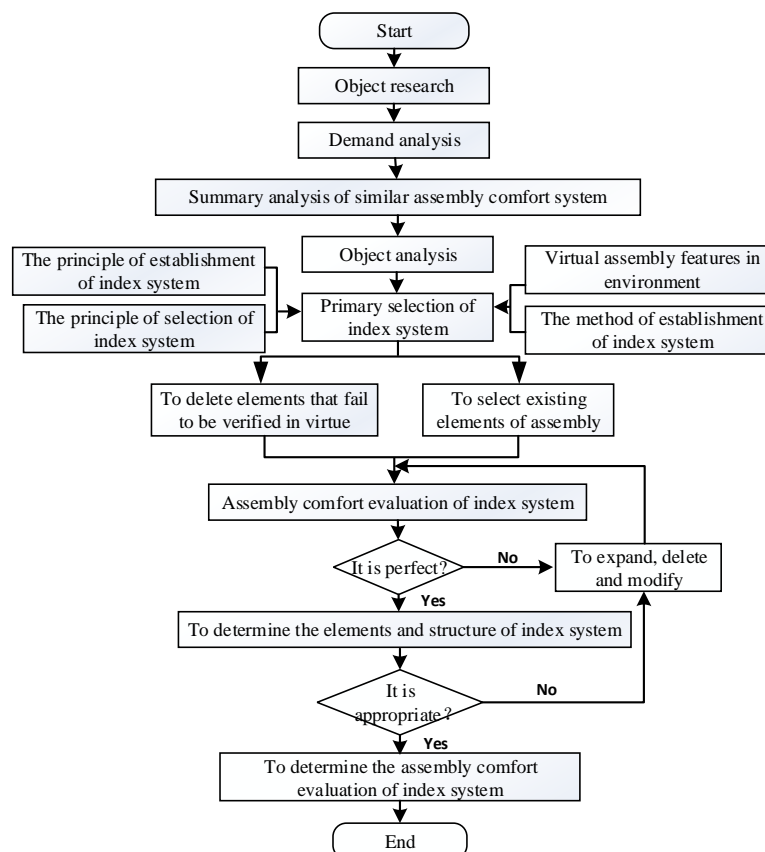 Start
Object research
Demand analysis
Summary analysis of similar assembly comfort system
Object analysis
The principle of establishment
of index system
Virtual assembly features in
environment
Primary selection of
index system
The principle of selection of
index system
The method of establishment
of index system
To delete elements that fail
to be verified in virtue
To select existing
elements of assembly
Assembly comfort evaluation of index system
It is perfect?
No
To expand, delete
and modify
Yes
To determine the elements and structure of index system
It is
appropriate?
No
Yes
To determine the assembly comfort
evaluation of index system
End